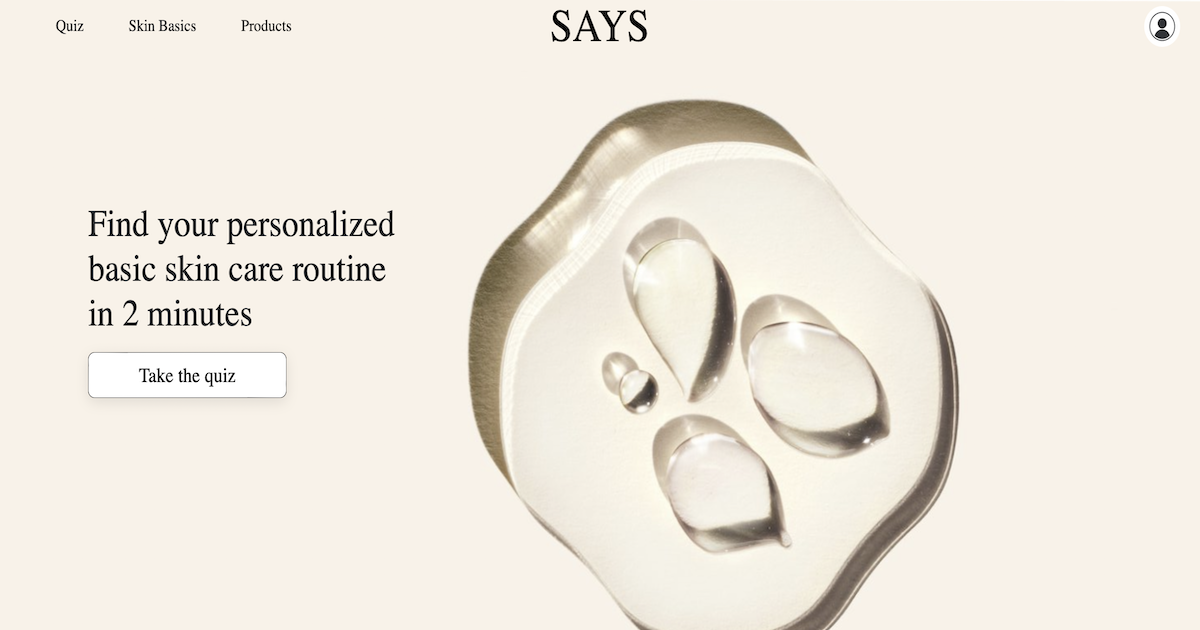 Quiz
Skin Basics
Products
SAYS
Find your personalized
basic skin care routine
in 2 minutes
Take the quiz